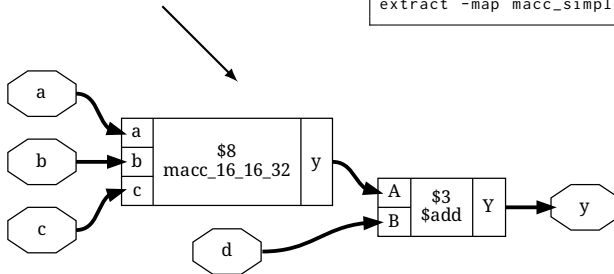 extract -map macc_simpl
a
b
c
a
b
c
$8
macc_16_16_32
y
d
A
B
$3
$add
Y
y